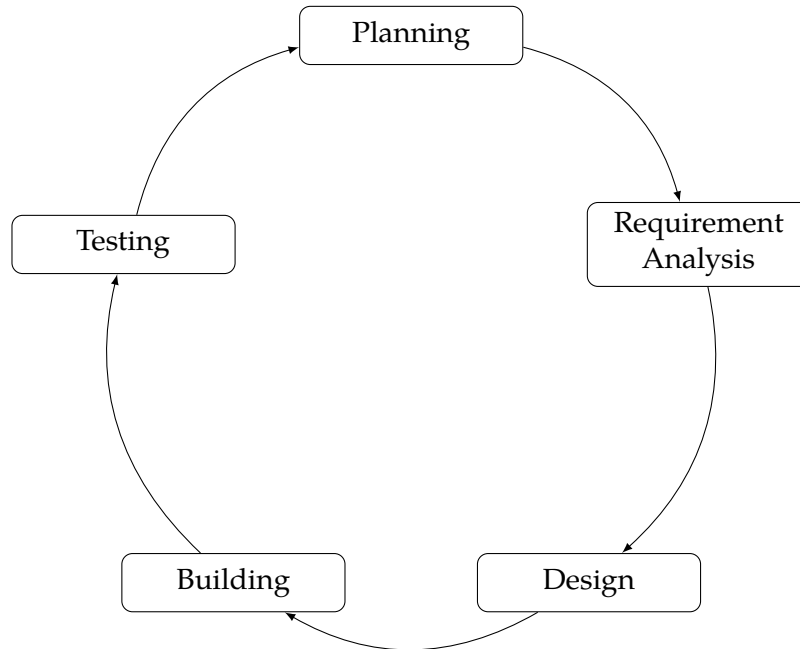 Planning
Requirement
Analysis
Design
Building
Testing